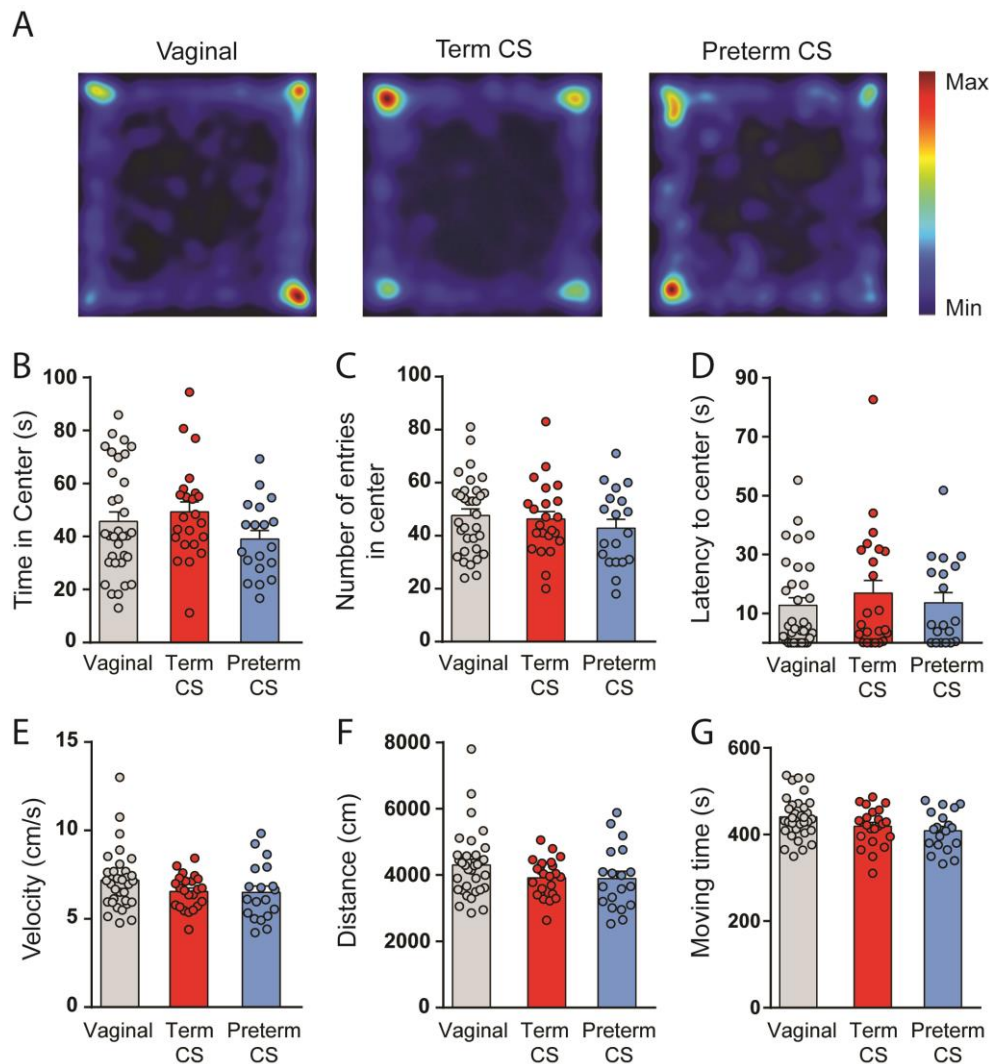 A
Vaginal
Term CS
Preterm CS
Max
Min
B
Time in Center (s)
100
80
60
40
20
0
Vaginal
Term
CS
Preterm
CS
C
Number of entries
in center
100
80
60
40
20
0
Vaginal
Term
CS
Preterm
CS
D
Latency to center (s)
90
70
50
30
10
Vaginal
Term
CS
Preterm
CS
E
Velocity (cm/s)
15
10
5
0
Vaginal
Term
CS
Preterm
CS
F
Distance (cm)
8000
6000
4000
2000
0
Vaginal
Term
CS
Preterm
CS
G
Moving time (s)
600
400
200
0
Vaginal
Term
CS
Preterm
CS